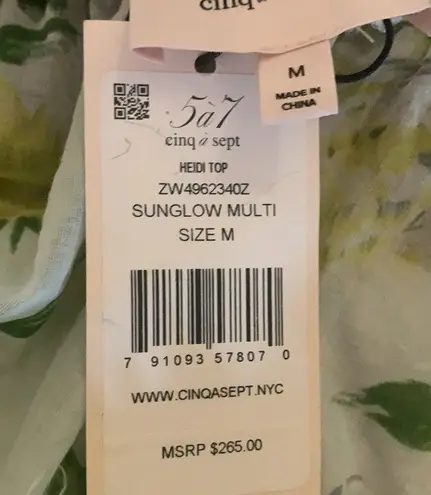 cinq
M
MADE IN
CHINA
5à7
cinq à sept
HEIDI TOP
ZW4962340Z
SUNGLOW MULTI
SIZE M
7 91093 57807 0
WWW.CINQASEPT.NYC
MSRP $265.00